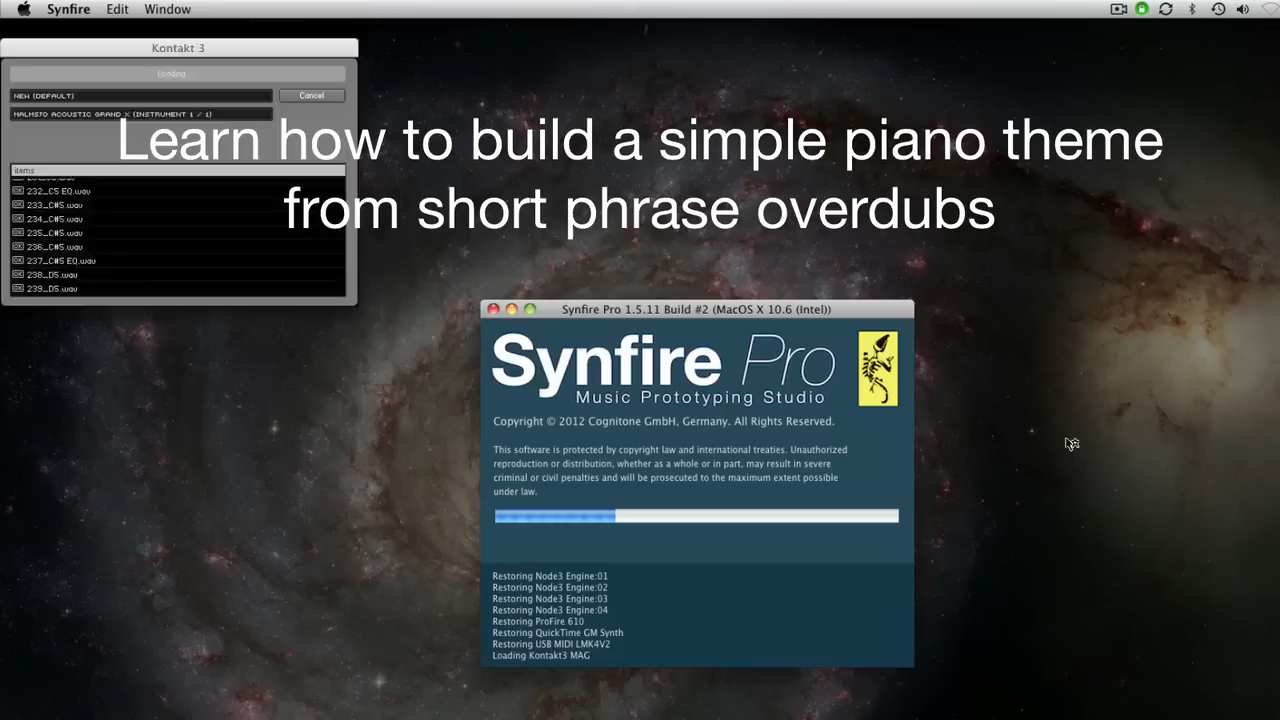 Synfire Edit Window
Kontakt 3
Loading
NEW (DEFAULT)
Cancel
MALMSJO ACOUSTIC GRAND X (INSTRUMENT 1 / 1)
Learn how to build a simple piano theme
from short phrase overdubs
items
232_C5 EQ.wav
233_C#5.wav
234_C#5.wav
235_C#5.wav
236_C#5.wav
237_C#5 EQ.wav
238_D5.wav
239_D5.wav
Synfire Pro 1.5.11 Build #2 (MacOS X 10.6 (Intel))
Synfire Pro
Music Prototyping Studio
Copyright © 2012 Cognitone GmbH, Germany. All Rights Reserved.
This software is protected by copyright law and international treaties. Unauthorized
reproduction or distribution, whether as a whole or in part, may result in severe
criminal or civil penalties and will be prosecuted to the maximum extent possible
under law.
Restoring Node3 Engine:01
Restoring Node3 Engine:02
Restoring Node3 Engine:03
Restoring Node3 Engine:04
Restoring ProFire 610
Restoring QuickTime GM Synth
Restoring USB MIDI LMK4V2
Loading Kontakt3 MAG